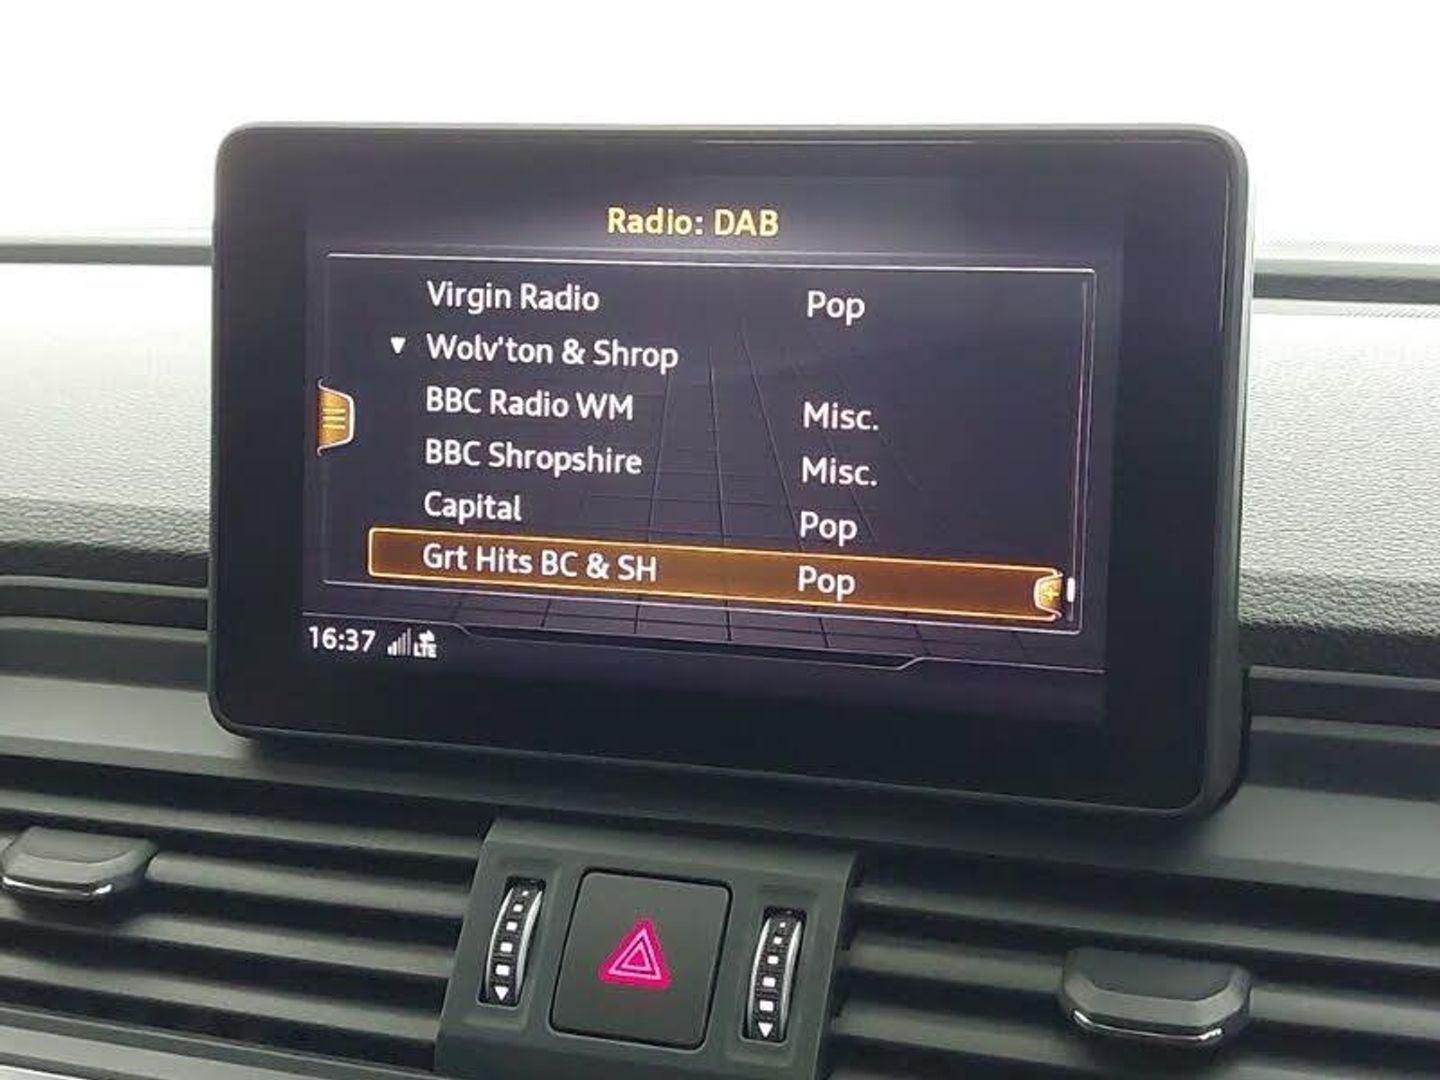 Radio: DAB
Virgin Radio Pop
Wolv'ton & Shrop
BBC Radio WM Misc.
BBC Shropshire Misc.
Capital Pop
Grt Hits BC & SH Pop
16:37 LTE